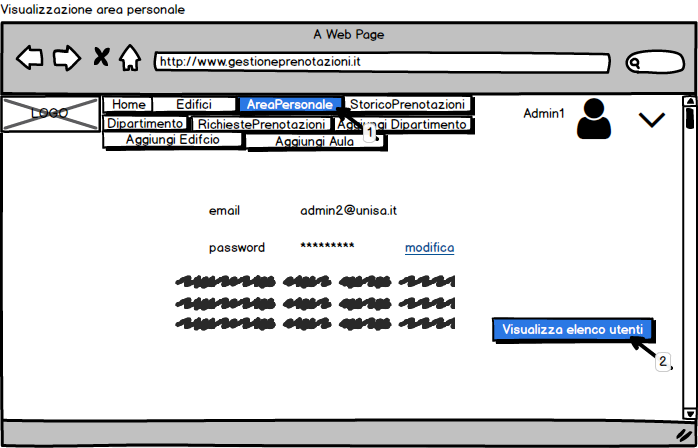 Visualizzazione area personale
A Web Page
http://www.gestioneprenotazioni.it
LOGO
Home Edifici AreaPersonale StoricoPrenotazioni
Admin1
Dipartimento RichiestePrenotazioni Aggiungi Dipartimento
1
Aggiungi Edifcio Aggiungi Aula
email admin2@unisa.it
password ********* modifica
Visualizza elenco utenti
2